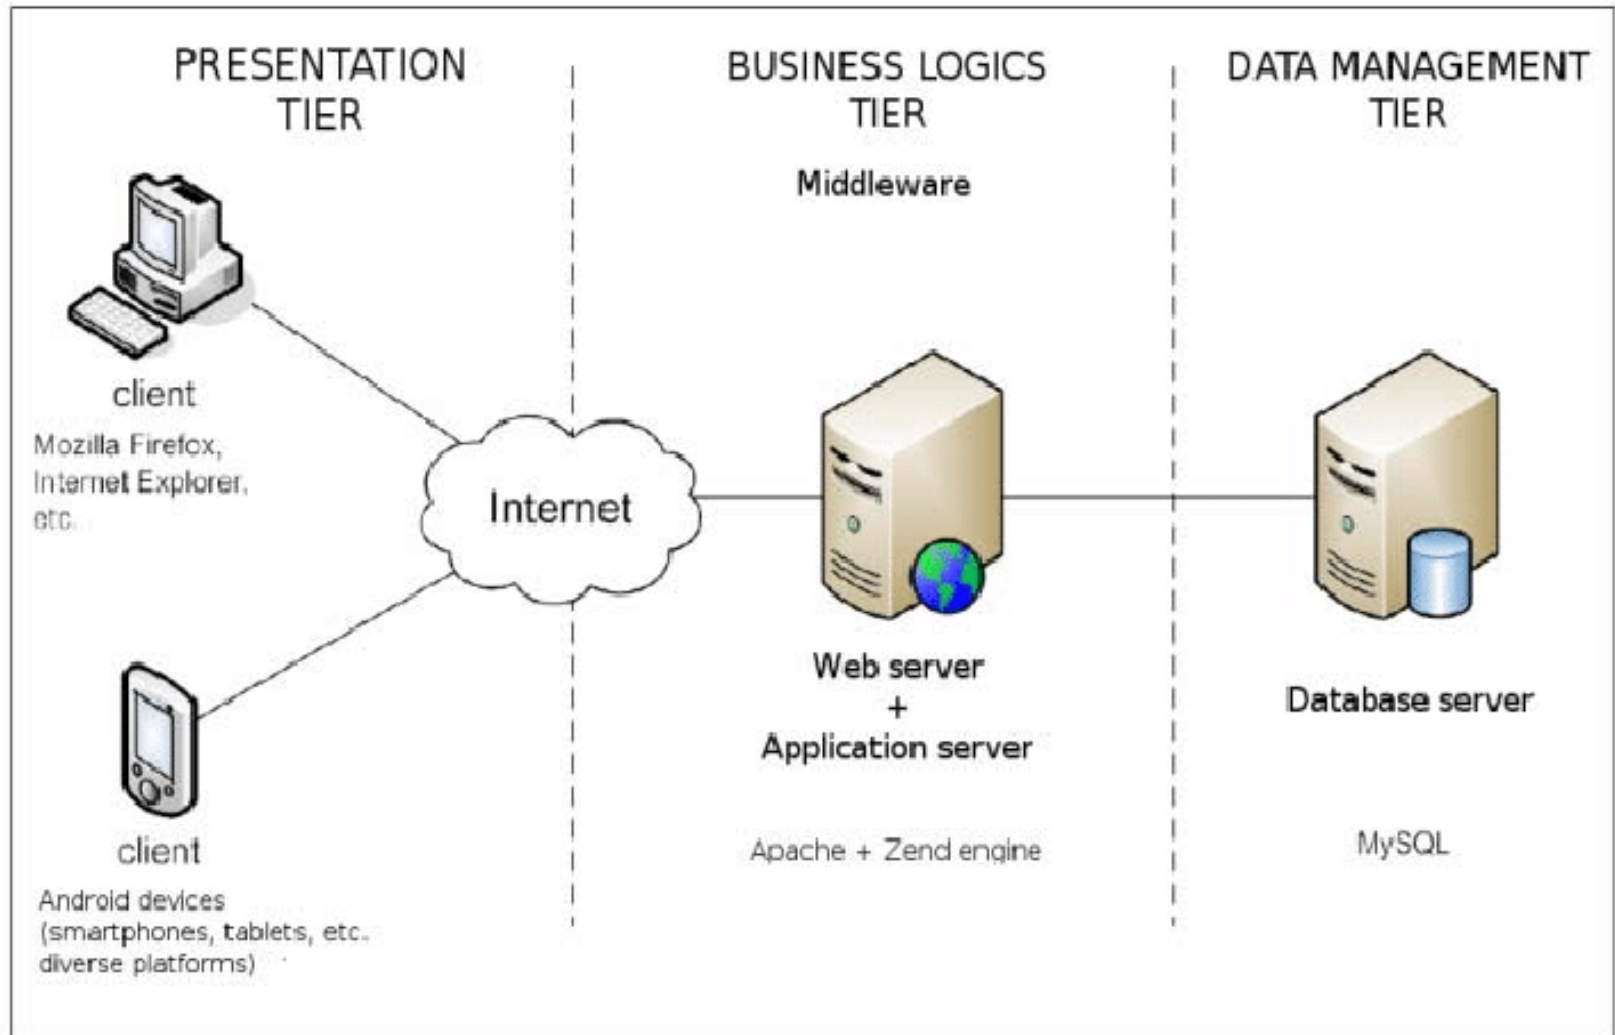 PRESENTATION
TIER
BUSINESS LOGICS
TIER
DATA MANAGEMENT
TIER
Middleware
client
Mozilla Firefox,
Internet Explorer,
etc.
Internet
Web server
+
Application server
Database server
client
Apache + Zend engine
MySQL
Android devices
(smartphones, tablets, etc.
diverse platforms)